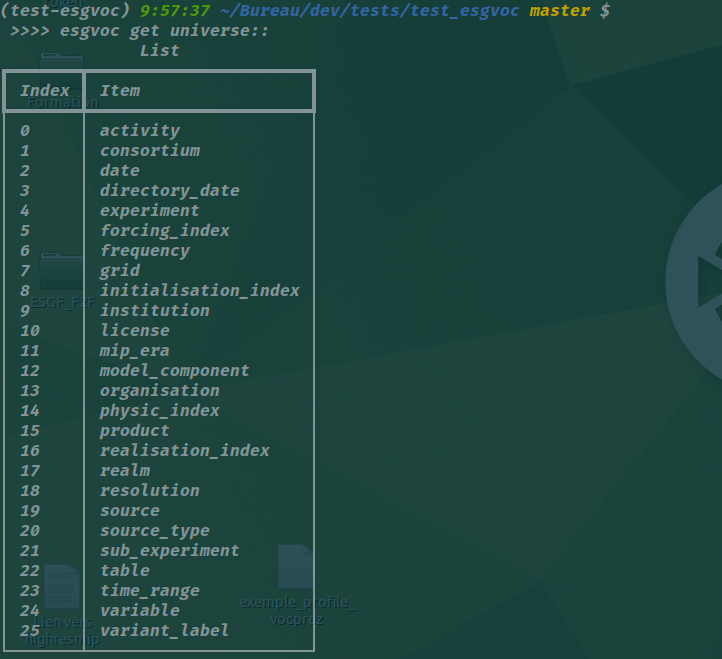 (test-esgvoc) 9:57:37 ~/Bureau/dev/tests/test_esgvoc master $
>>>> esgvoc get universe::
List
Index Item
Formation
0 activity
1 consortium
2 date
3 directory_date
4 experiment
5 forcing_index
6 frequency
7 grid
8 initialisation_index
ESGF_F2F
9 institution
10 license
11 mip_era
12 model_component
13 organisation
14 physic_index
15 product
16 realisation_index
17 realm
18 resolution
19 source
20 source_type
21 sub_experiment
22 table
23 time_range
exemple_profile_
24 variable
Lien vers
vocprez
25 variant_label
highresmip